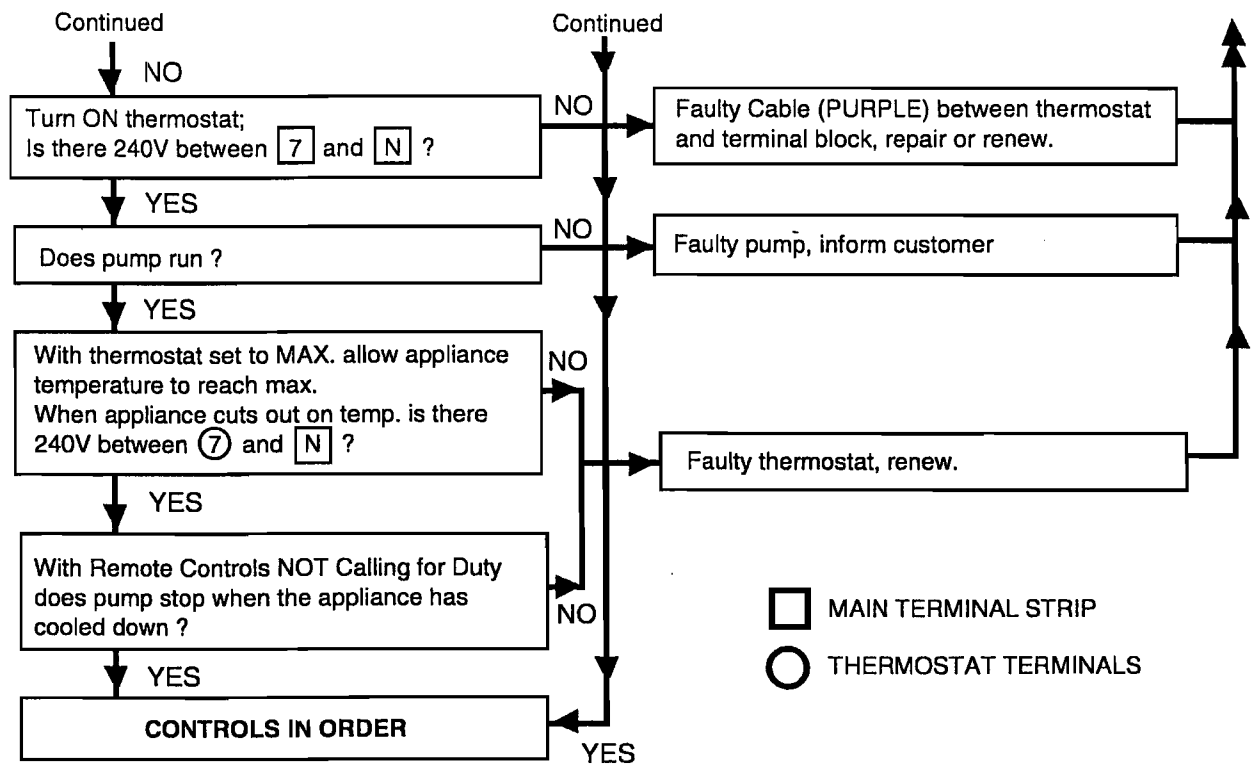 Continued
Continued
NO
Turn ON thermostat;
Is there 240V between 7 and N ?
NO
Faulty Cable (PURPLE) between thermostat
and terminal block, repair or renew.
YES
Does pump run ?
NO
Faulty pump, inform customer
YES
With thermostat set to MAX. allow appliance
temperature to reach max.
When appliance cuts out on temp. is there
240V between 7 and N ?
NO
Faulty thermostat, renew.
YES
With Remote Controls NOT Calling for Duty
does pump stop when the appliance has
cooled down ?
NO
MAIN TERMINAL STRIP
THERMOSTAT TERMINALS
YES
CONTROLS IN ORDER
YES